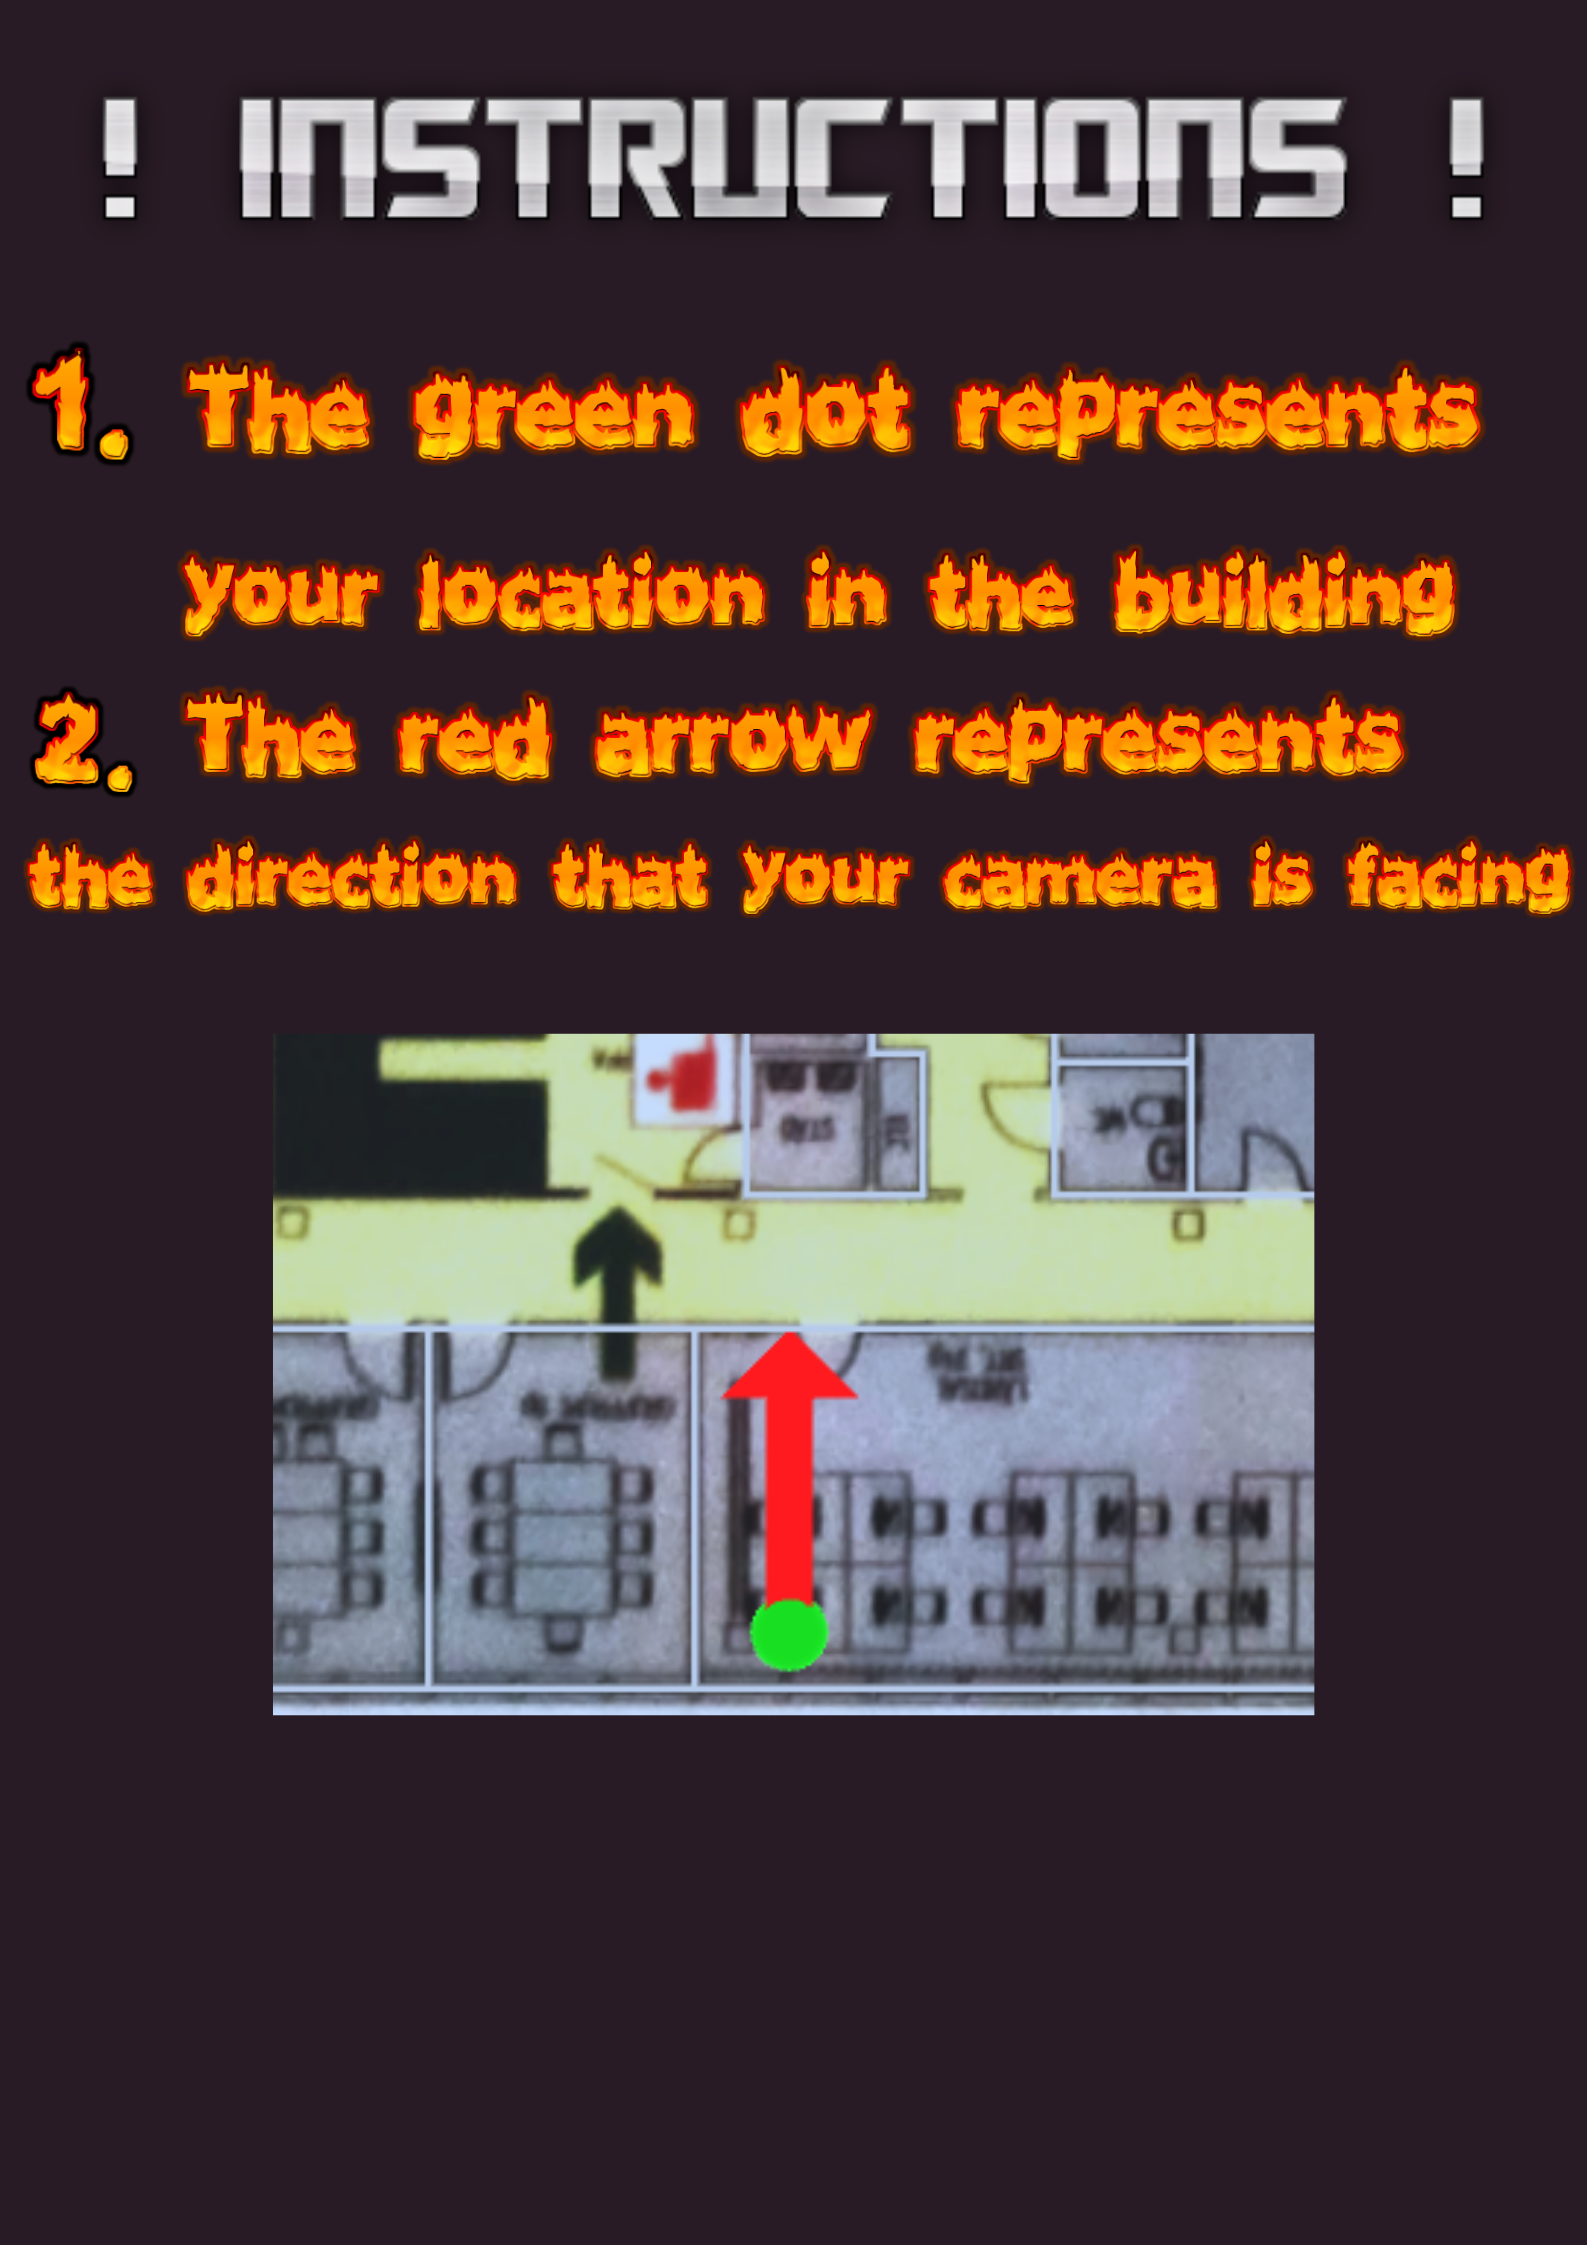 ! INSTRUCTIONS !
1. The green dot represents
your location in the building
2. The red arrow represents
the direction that your camera is facing